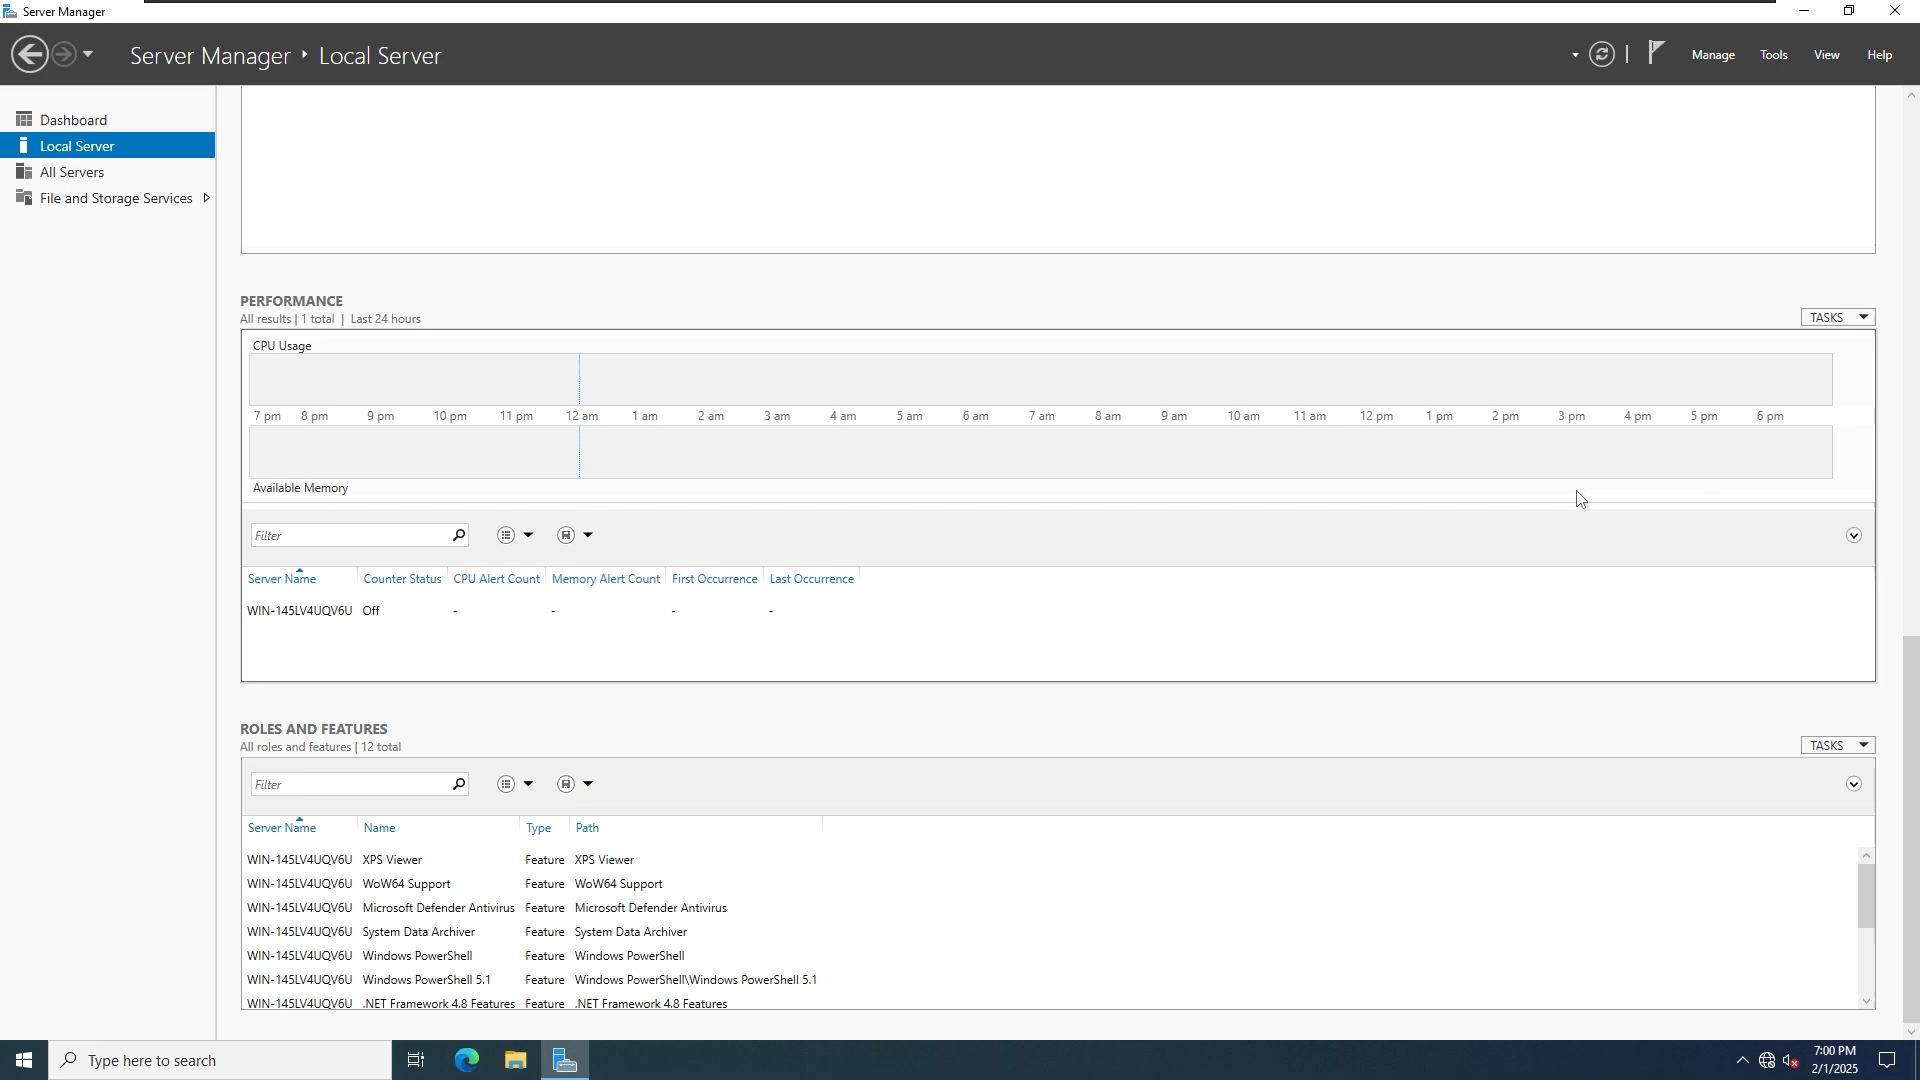 Server Manager
Server Manager • Local Server
Manage Tools View Help
Dashboard
Local Server
All Servers
File and Storage Services
PERFORMANCE
All results | 1 total | Last 24 hours
TASKS
CPU Usage
7 pm 8 pm 9 pm 10 pm 11 pm 12 am 1 am 2 am 3 am 4 am 5 am 6 am 7 am 8 am 9 am 10 am 11 am 12 pm 1 pm 2 pm 3 pm 4 pm 5 pm 6 pm
Available Memory
Filter
Server Name Counter Status CPU Alert Count Memory Alert Count First Occurrence Last Occurrence
WIN-145LV4UQV6U Off - - - -
ROLES AND FEATURES
All roles and features | 12 total
TASKS
Filter
Server Name Name Type Path
WIN-145LV4UQV6U XPS Viewer Feature XPS Viewer
WIN-145LV4UQV6U WoW64 Support Feature WoW64 Support
WIN-145LV4UQV6U Microsoft Defender Antivirus Feature Microsoft Defender Antivirus
WIN-145LV4UQV6U System Data Archiver Feature System Data Archiver
WIN-145LV4UQV6U Windows PowerShell Feature Windows PowerShell
WIN-145LV4UQV6U Windows PowerShell 5.1 Feature Windows PowerShell\Windows PowerShell 5.1
WIN-145LV4UQV6U .NET Framework 4.8 Features Feature .NET Framework 4.8 Features
Type here to search
7:00 PM
2/1/2025